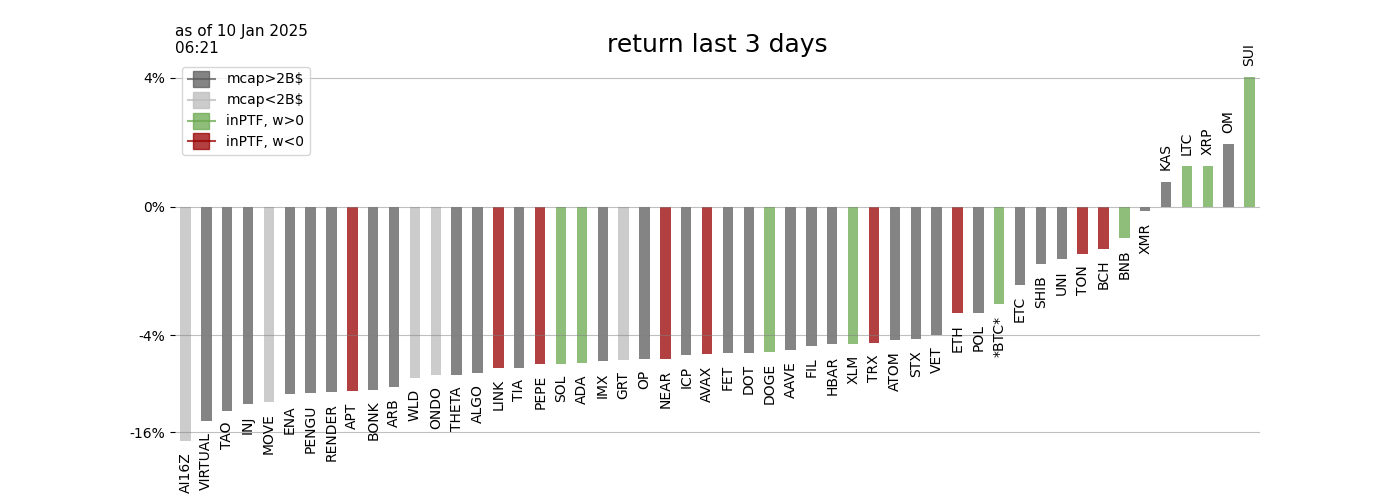 as of 10 Jan 2025
06:21
return last 3 days
mcap>2B$
mcap<2B$
inPTF, w>0
inPTF, w<0
4%
0%
-4%
-16%
AI16Z
VIRTUAL
TAO
INJ
MOVE
ENA
PENGU
RENDER
APT
BONK
ARB
WLD
ONDO
THETA
ALGO
LINK
TIA
PEPE
SOL
ADA
IMX
GRT
OP
NEAR
ICP
AVAX
FET
DOT
DOGE
AAVE
FIL
HBAR
XLM
TRX
ATOM
STX
VET
ETH
POL
*BTC*
ETC
SHIB
UNI
TON
BCH
BNB
XMR
KAS
LTC
XRP
OM
SUI